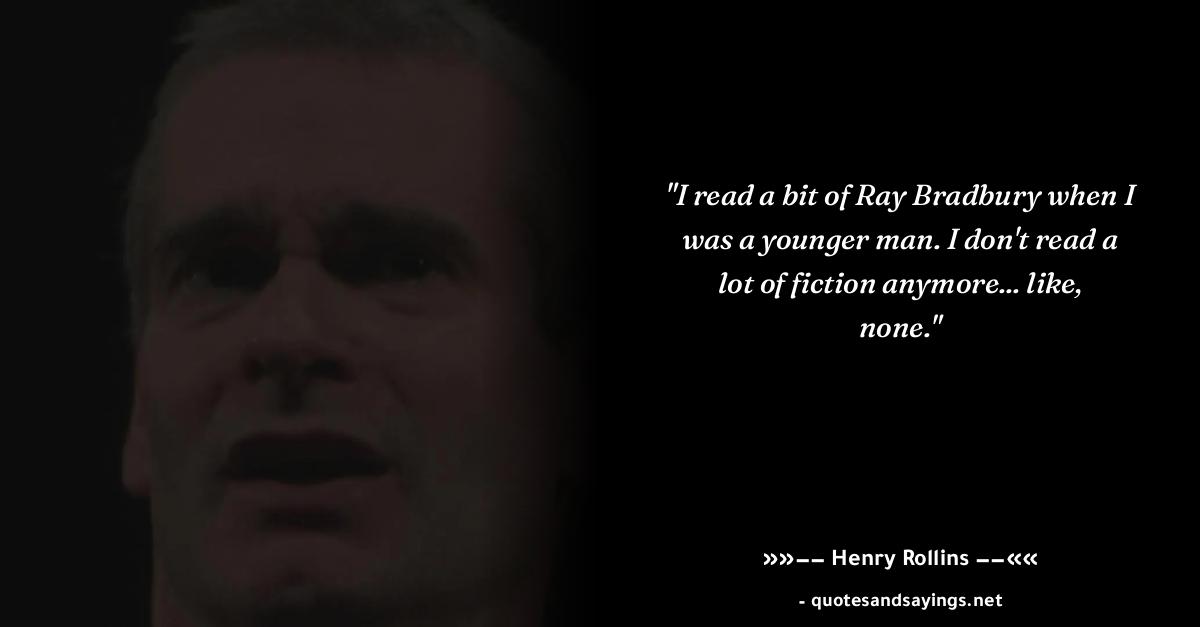 "I read a bit of Ray Bradbury when I
was a younger man. I don't read a
lot of fiction anymore... like,
none."
»»–– Henry Rollins ––««
- quotesandsayings.net